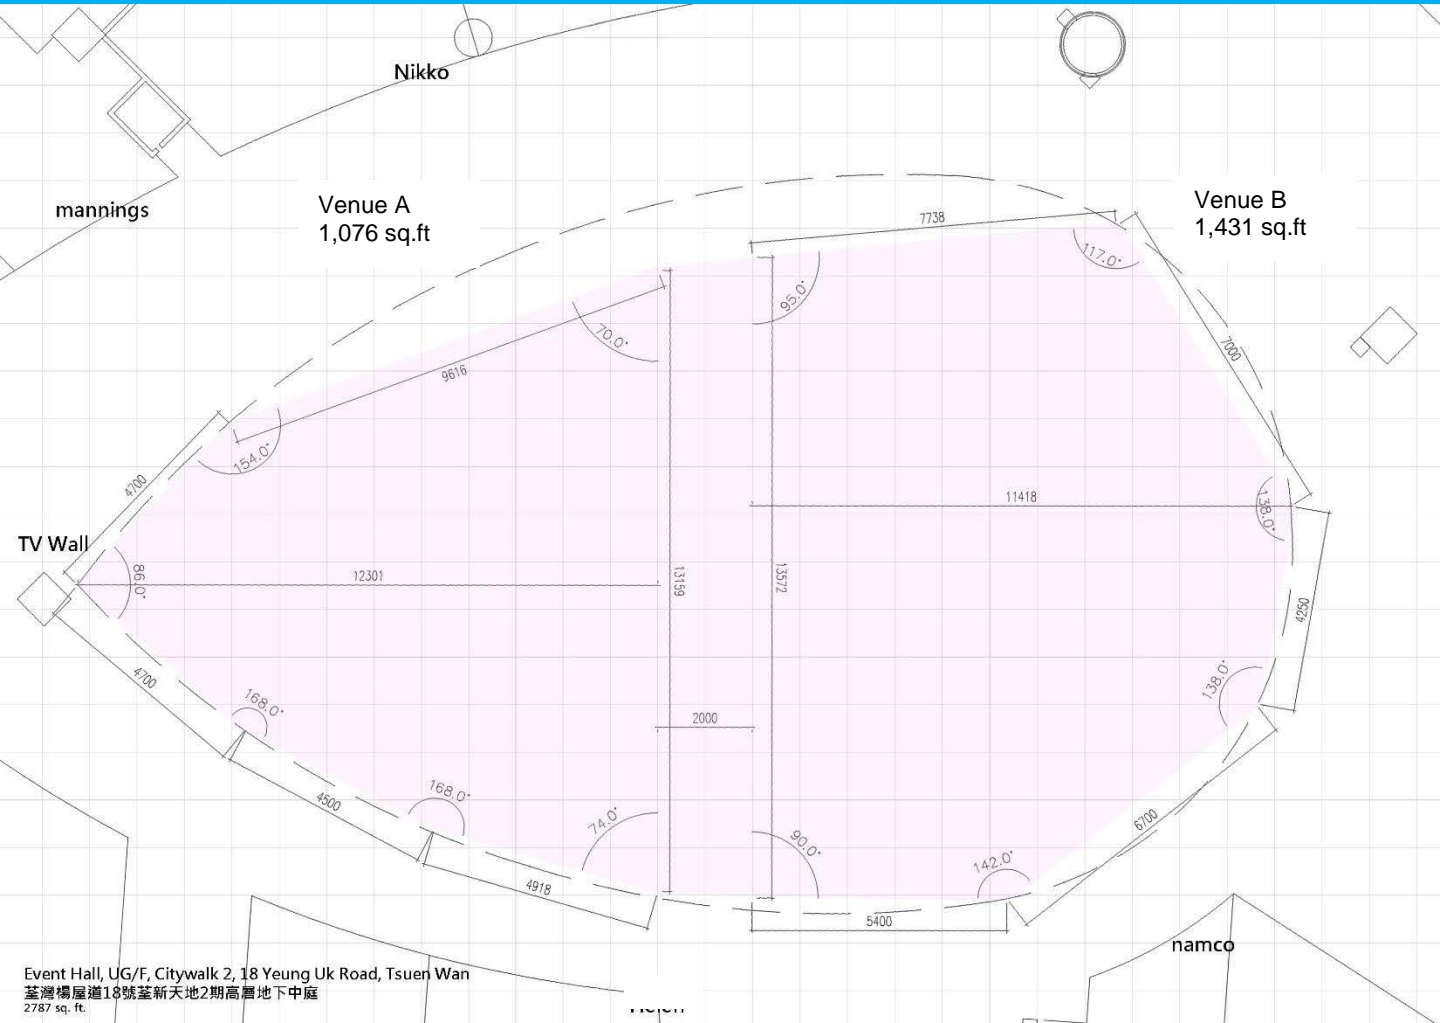 Nikko
mannings
Venue A
1,076 sq.ft
Venue B
1,431 sq.ft
7738
117.0°
95.0°
70.0°
9616
7000
154.0°
4700
11418
138.0°
TV Wall
86.0°
12301
13159
13572
4250
4700
168.0°
138.0°
2000
4500
168.0°
74.0°
90.0°
6700
142.0°
4918
5400
namco
Event Hall, UG/F, Citywalk 2, 18 Yeung Uk Road, Tsuen Wan
荃灣楊屋道18號荃新天地2期高層地下中庭
2787 sq. ft.